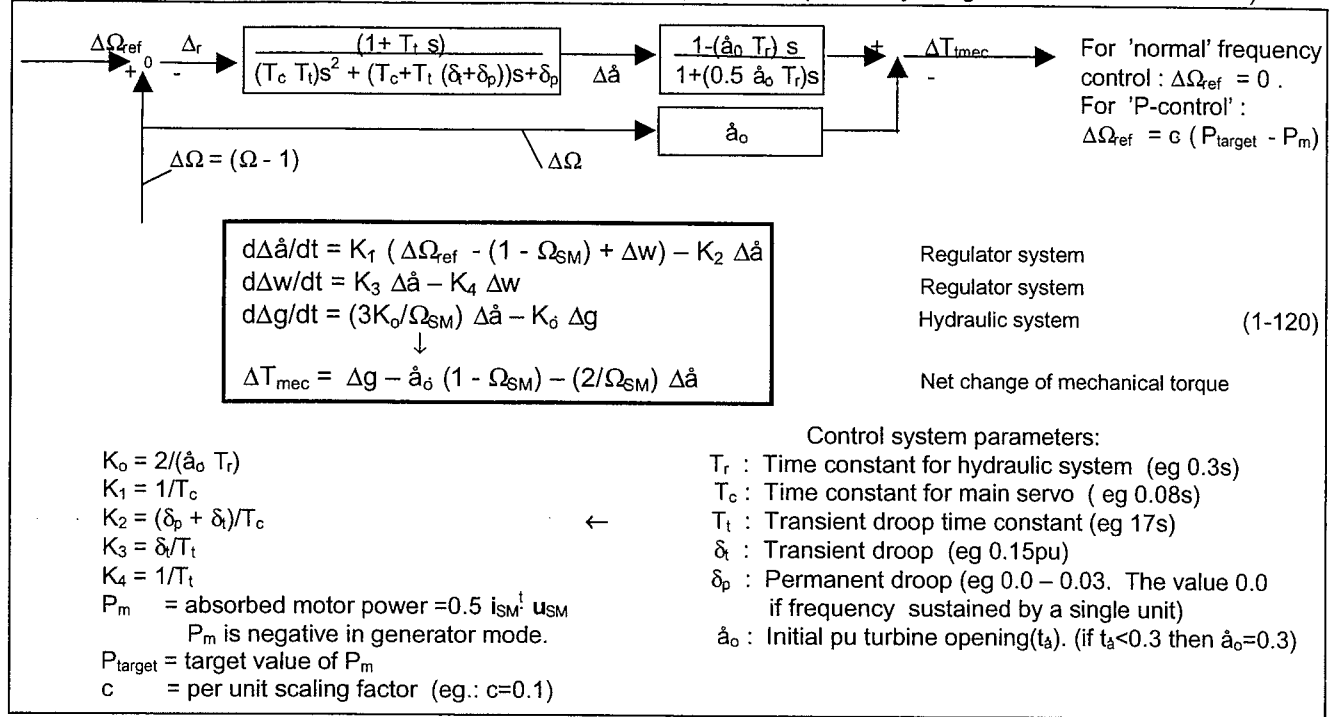 ΔΩref
+
o
-
Δr
(1+ Tt s)
(Tc Tt)s² + (Tc+Tt (δt+δp))s+δp
Δå
1-(åo Tr) s
1+(0.5 åo Tr)s
+
-
ΔTtmec
For 'normal' frequency
control : ΔΩref = 0 .
For 'P-control' :
ΔΩref = c ( Ptarget - Pm)
åo
ΔΩ = (Ω - 1)
ΔΩ
dΔå/dt = K1 ( ΔΩref - (1 - ΩSM) + Δw) – K2 Δå
Regulator system
dΔw/dt = K3 Δå – K4 Δw
Regulator system
dΔg/dt = (3Ko/ΩSM) Δå – Kó Δg
Hydraulic system (1-120)
↓
ΔTmec = Δg – åó (1 - ΩSM) – (2/ΩSM) Δå
Net change of mechanical torque
Control system parameters:
Ko = 2/(åó Tr)
Tr : Time constant for hydraulic system (eg 0.3s)
K1 = 1/Tc
Tc : Time constant for main servo ( eg 0.08s)
K2 = (δp + δt)/Tc
←
Tt : Transient droop time constant (eg 17s)
K3 = δt/Tt
δt : Transient droop (eg 0.15pu)
K4 = 1/Tt
δp : Permanent droop (eg 0.0 – 0.03. The value 0.0
Pm = absorbed motor power =0.5 iSMt uSM
if frequency sustained by a single unit)
Pm is negative in generator mode.
åo : Initial pu turbine opening(tå). (if tå<0.3 then åo=0.3)
Ptarget = target value of Pm
c = per unit scaling factor (eg.: c=0.1)